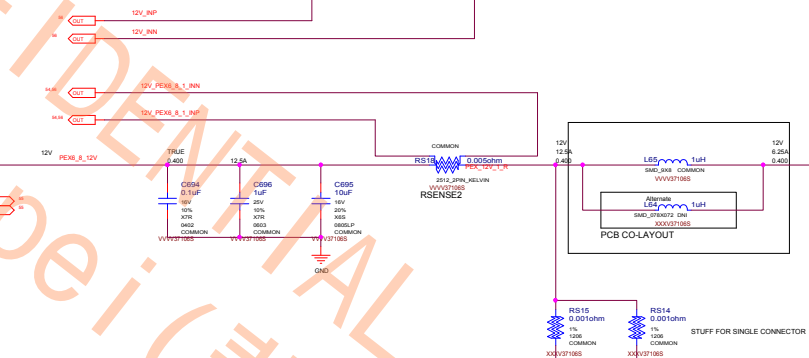 12V_INP
OUT
12V_INN
OUT
12V_PEX6_8_1_INN
OUT
12V_PEX6_8_1_INP
OUT
12V
PEX6_8_12V
TRUE
0.400
12.5A
COMMON
RS18
0.005ohm
PEX_12V_1_R
2512_2PIN_KELVIN
VVVV37106S
RSENSE2
C694
0.1uF
16V
10%
X7R
0402
COMMON
VVVV37106S
C696
1uF
25V
10%
X7R
0603
COMMON
VVVV37106S
C695
10uF
16V
20%
X6S
0805LP
COMMON
VVVV37106S
GND
12V
12.5A
0.400
L65
1uH
SMD_8X8 COMMON
VVVV37106S
12V
6.25A
0.400
Alternate
L64
1uH
SMD_078X072 DNI
XXXV37106S
PCB CO-LAYOUT
RS15
0.001ohm
1%
1206
COMMON
XXXV37106S
RS14
0.001ohm
1%
1206
COMMON
XXXV37106S
STUFF FOR SINGLE CONNECTOR
IDENTIAL
pei(